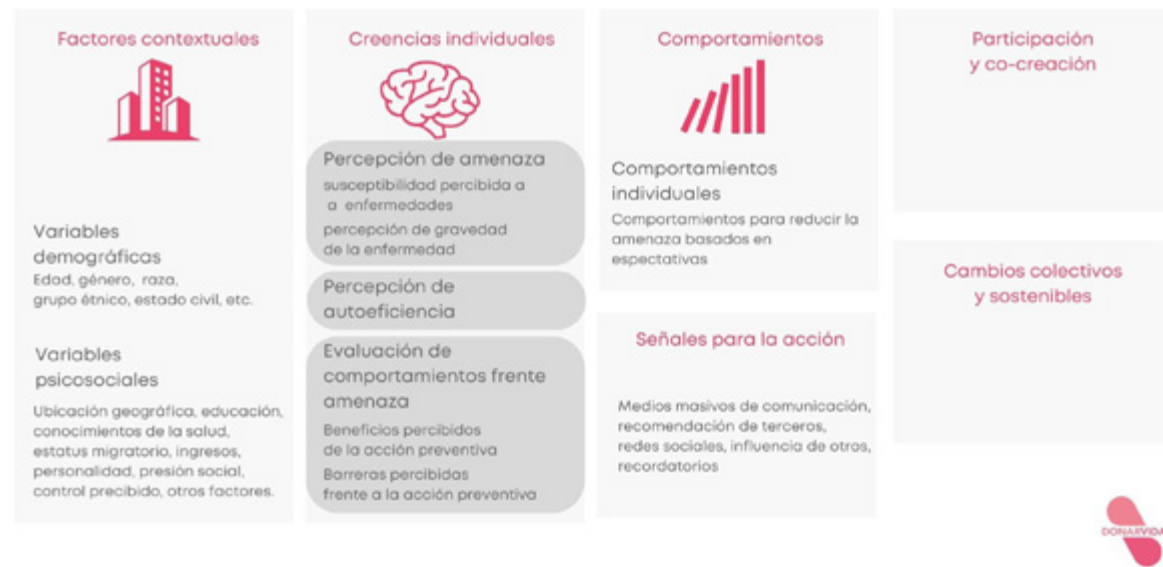 Factores contextuales
Variables
demográficas
Edad, género, raza,
grupo étnico, estado civil, etc.
Variables
psicosociales
Ubicación geográfica, educación,
conocimientos de la salud,
estatus migratorio, ingresos,
personalidad, presión social,
control precibido, otros factores.
Creencias individuales
Percepción de amenaza
susceptibilidad percibida a
a enfermedades
percepción de gravedad
de la enfermedad
Percepción de
autoeficiencia
Evaluación de
comportamientos frente
amenaza
Beneficios percibidos
de la acción preventiva
Barreras percibidas
frente a la acción preventiva
Comportamientos
Comportamientos
individuales
Comportamientos para reducir la
amenaza basados en
espectativas
Señales para la acción
Medios masivos de comunicación,
recomendación de terceros,
redes sociales, influencia de otros,
recordatorios
Participación
y co-creación
Cambios colectivos
y sostenibles
DONARVIDA